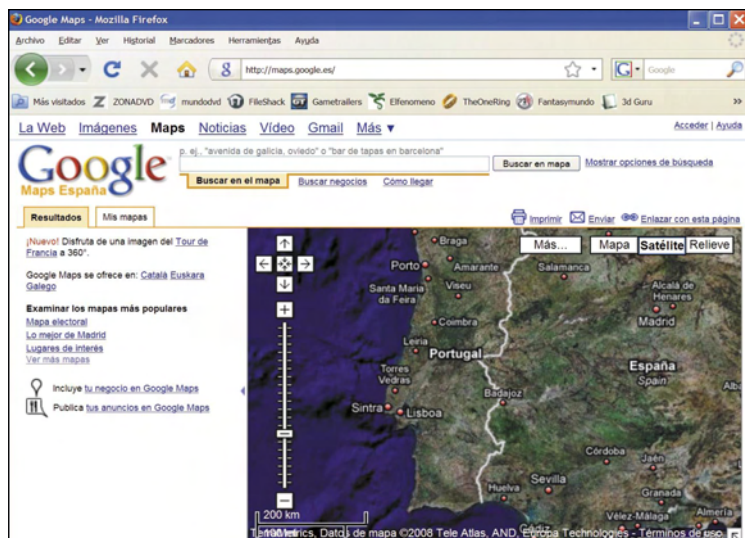 Google Maps - Mozilla Firefox
Archivo Editar Ver Historial Marcadores Herramientas Ayuda
http://maps.google.es/
Google
Más visitados ZONADVD mundodvd FileShack Gametrailers Elfenomeno TheOneRing Fantasymundo 3d Guru »
La Web Imágenes Maps Noticias Vídeo Gmail Más ▼
Acceder | Ayuda
Google
Maps España
p. ej., "avenida de galicia, oviedo" o "bar de tapas en barcelona"
Buscar en mapa
Mostrar opciones de búsqueda
Buscar en el mapa Buscar negocios Cómo llegar
Resultados Mis mapas
Imprimir Enviar Enlazar con esta página
¡Nuevo! Disfruta de una imagen del Tour de
Francia a 360°.
Google Maps se ofrece en: Català Euskara
Galego
Examinar los mapas más populares
Mapa electoral
Lo mejor de Madrid
Lugares de interés
Ver más mapas
Incluye tu negocio en Google Maps
Publica tus anuncios en Google Maps
Más... Mapa Satélite Relieve
Braga
Porto
Amarante
Salamanca
Santa Maria
da Feira
Viseu
Alcalá de
Henares
Madrid
Coimbra
Leiria
Portugal
España
Spain
Torres
Vedras
Badajoz
Sintra
Lisboa
Córdoba
Jaén
Huelva
Sevilla
Granada
Vélez-Málaga
Almería
Cádiz
200 km
Datos de mapa ©2008 Tele Atlas, AND, Europa Technologies - Términos de uso